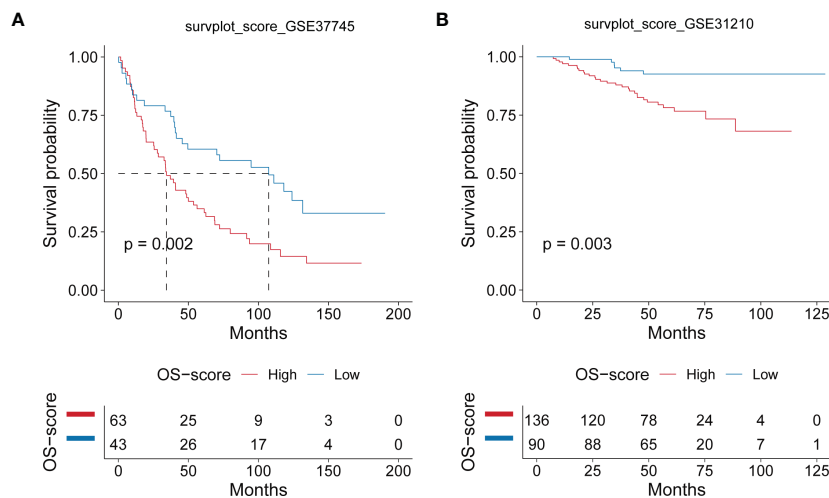 A
survplot_score_GSE37745
1.00
0.75
0.50
0.25
0.00
Survival probability
p = 0.002
0 50 100 150 200
Months
OS−score High Low
OS−score
63 25 9 3 0
43 26 17 4 0
0 50 100 150 200
Months
B
survplot_score_GSE31210
1.00
0.75
0.50
0.25
0.00
Survival probability
p = 0.003
0 25 50 75 100 125
Months
OS−score High Low
OS−score
136 120 78 24 4 0
90 88 65 20 7 1
0 25 50 75 100 125
Months